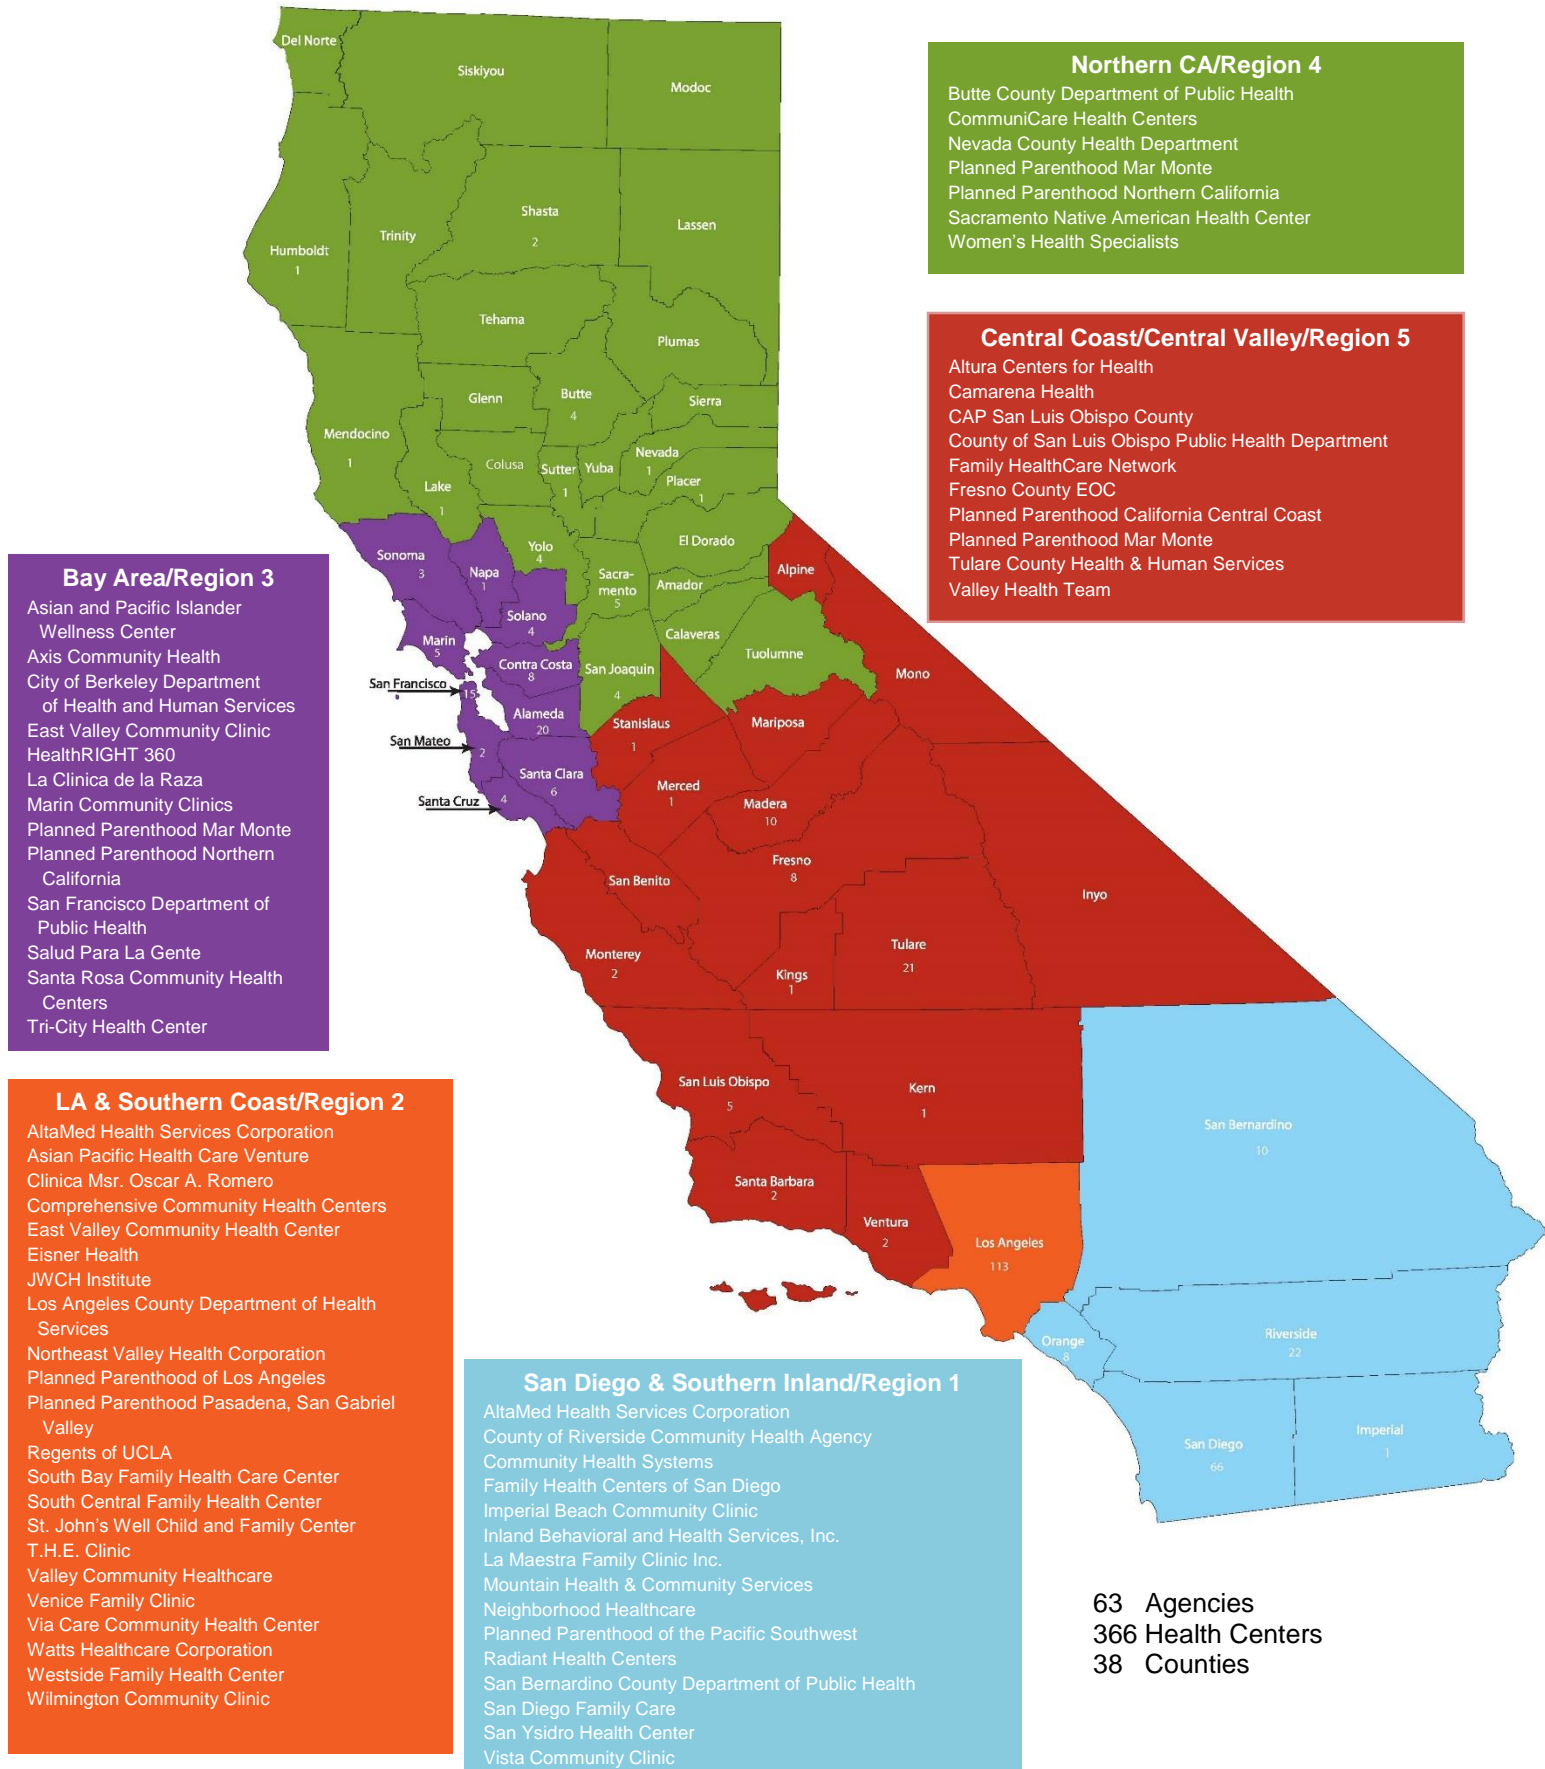 Del Norte
Siskiyou
Modoc
Humboldt
1
Trinity
Shasta
2
Lassen
Tehama
Plumas
Glenn
Butte
4
Sierra
Mendocino
1
Lake
1
Colusa
Sutter
1
Yuba
Nevada
1
Placer
1
Yolo
4
El Dorado
Sacra-
mento
5
Amador
Calaveras
Tuolumne
San Joaquin
4
Sonoma
3
Napa
1
Solano
4
Marin
5
Contra Costa
8
San Francisco
15
Alameda
20
San Mateo
2
Santa Clara
6
Santa Cruz
4
Alpine
Mono
Stanislaus
1
Mariposa
Merced
1
Madera
10
Fresno
8
San Benito
Monterey
2
Kings
1
Tulare
21
Inyo
San Luis Obispo
5
Kern
1
Santa Barbara
2
Ventura
2
Los Angeles
113
San Bernardino
10
Orange
8
Riverside
22
San Diego
66
Imperial
1
Northern CA/Region 4
Butte County Department of Public Health
CommuniCare Health Centers
Nevada County Health Department
Planned Parenthood Mar Monte
Planned Parenthood Northern California
Sacramento Native American Health Center
Women's Health Specialists
Central Coast/Central Valley/Region 5
Altura Centers for Health
Camarena Health
CAP San Luis Obispo County
County of San Luis Obispo Public Health Department
Family HealthCare Network
Fresno County EOC
Planned Parenthood California Central Coast
Planned Parenthood Mar Monte
Tulare County Health & Human Services
Valley Health Team
Bay Area/Region 3
Asian and Pacific Islander
Wellness Center
Axis Community Health
City of Berkeley Department
of Health and Human Services
East Valley Community Clinic
HealthRIGHT 360
La Clinica de la Raza
Marin Community Clinics
Planned Parenthood Mar Monte
Planned Parenthood Northern
California
San Francisco Department of
Public Health
Salud Para La Gente
Santa Rosa Community Health
Centers
Tri-City Health Center
LA & Southern Coast/Region 2
AltaMed Health Services Corporation
Asian Pacific Health Care Venture
Clinica Msr. Oscar A. Romero
Comprehensive Community Health Centers
East Valley Community Health Center
Eisner Health
JWCH Institute
Los Angeles County Department of Health
Services
Northeast Valley Health Corporation
Planned Parenthood of Los Angeles
Planned Parenthood Pasadena, San Gabriel
Valley
Regents of UCLA
South Bay Family Health Care Center
South Central Family Health Center
St. John's Well Child and Family Center
T.H.E. Clinic
Valley Community Healthcare
Venice Family Clinic
Via Care Community Health Center
Watts Healthcare Corporation
Westside Family Health Center
Wilmington Community Clinic
San Diego & Southern Inland/Region 1
AltaMed Health Services Corporation
County of Riverside Community Health Agency
Community Health Systems
Family Health Centers of San Diego
Imperial Beach Community Clinic
Inland Behavioral and Health Services, Inc.
La Maestra Family Clinic Inc.
Mountain Health & Community Services
Neighborhood Healthcare
Planned Parenthood of the Pacific Southwest
Radiant Health Centers
San Bernardino County Department of Public Health
San Diego Family Care
San Ysidro Health Center
Vista Community Clinic
63 Agencies
366 Health Centers
38 Counties